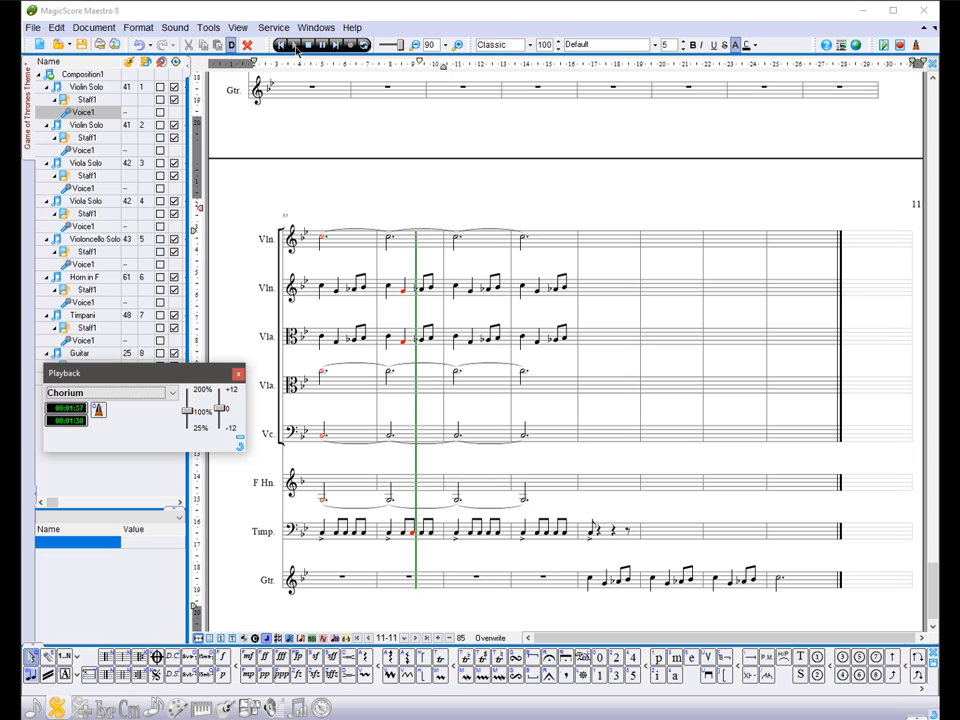 MagicScore Maestro 8
File Edit Document Format Sound Tools View Service Windows Help
D 90 Classic 100 Default 5 B I U S A C
Game of Thrones Theme
Name
Composition1
Violin Solo 41 1
Staff1
Voice1 --
Violin Solo 41 2
Staff1
Voice1 --
Viola Solo 42 3
Staff1
Voice1 --
Viola Solo 42 4
Staff1
Voice1 --
Violoncello Solo 43 5
Staff1
Voice1 --
Horn in F 61 6
Staff1
Voice1 --
Timpani 48 7
Staff1
Voice1 --
Guitar 25 8
Playback
Chorium
00:01:37
00:01:30
200%
100%
25%
+12
0
-12
Name Value
Gtr.
11
Vln.
Vln.
Vla.
Vla.
Vc.
F Hn.
Timp.
Gtr.
11-11 85 Overwrite